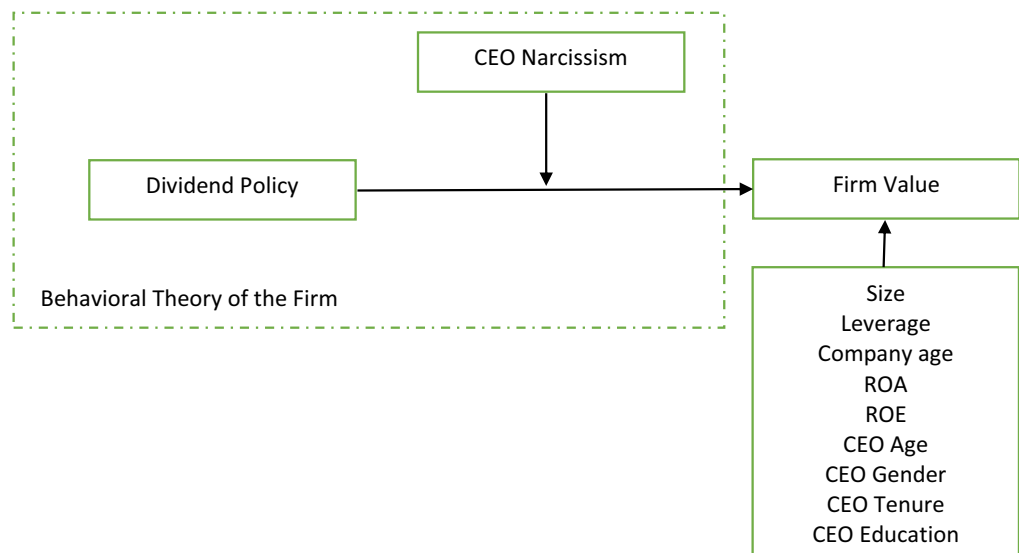 CEO Narcissism
Dividend Policy
Firm Value
Behavioral Theory of the Firm
Size
Leverage
Company age
ROA
ROE
CEO Age
CEO Gender
CEO Tenure
CEO Education